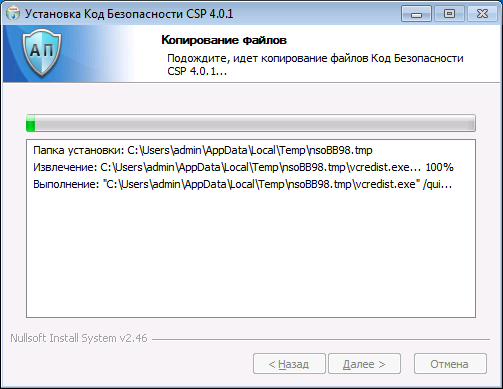 Установка Код Безопасности CSP 4.0.1
АП
Копирование файлов
Подождите, идет копирование файлов Код Безопасности
CSP 4.0.1...
Папка установки: C:\Users\admin\AppData\Local\Temp\nsoBB98.tmp
Извлечение: C:\Users\admin\AppData\Local\Temp\nsoBB98.tmp\vcredist.exe... 100%
Выполнение: "C:\Users\admin\AppData\Local\Temp\nsoBB98.tmp\vcredist.exe" /qui...
Nullsoft Install System v2.46
< Назад
Далее >
Отмена